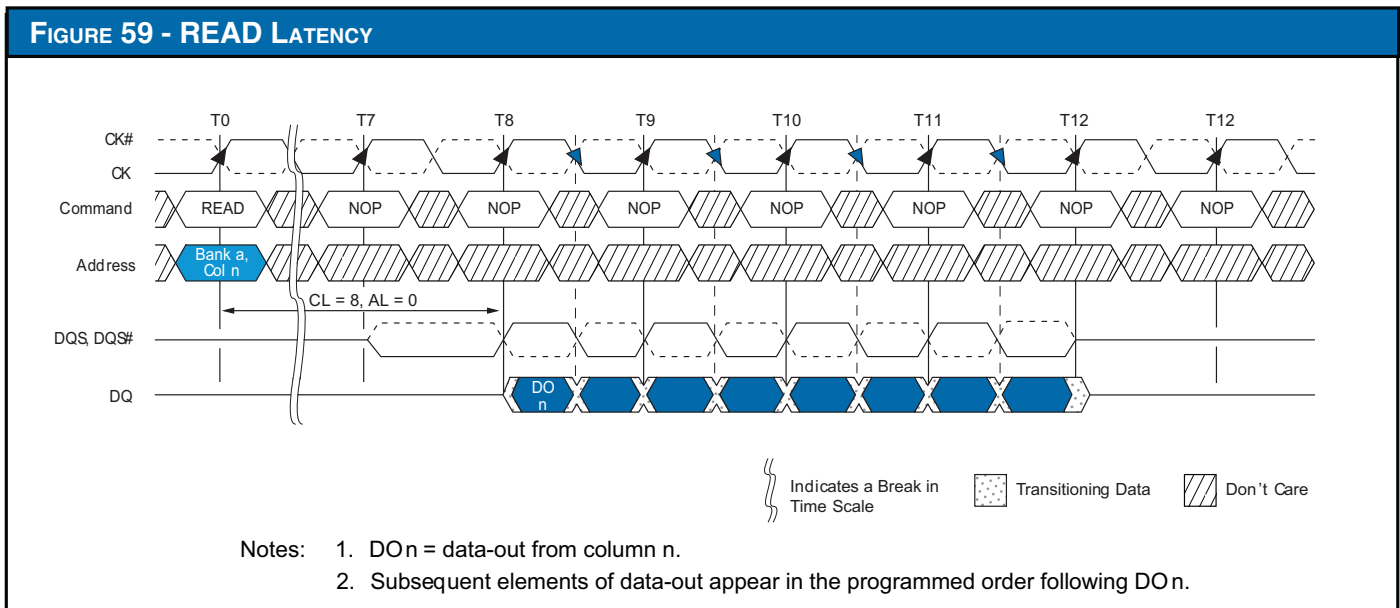 FIGURE 59 - READ LATENCY
T0 T7 T8 T9 T10 T11 T12 T12
CK#
CK
Command READ NOP NOP NOP NOP NOP NOP NOP
Address Bank a,
Col n
CL = 8, AL = 0
DQS, DQS#
DQ DO
n
Indicates a Break in
Time Scale
Transitioning Data
Don't Care
Notes: 1. DO n = data-out from column n.
2. Subsequent elements of data-out appear in the programmed order following DO n.